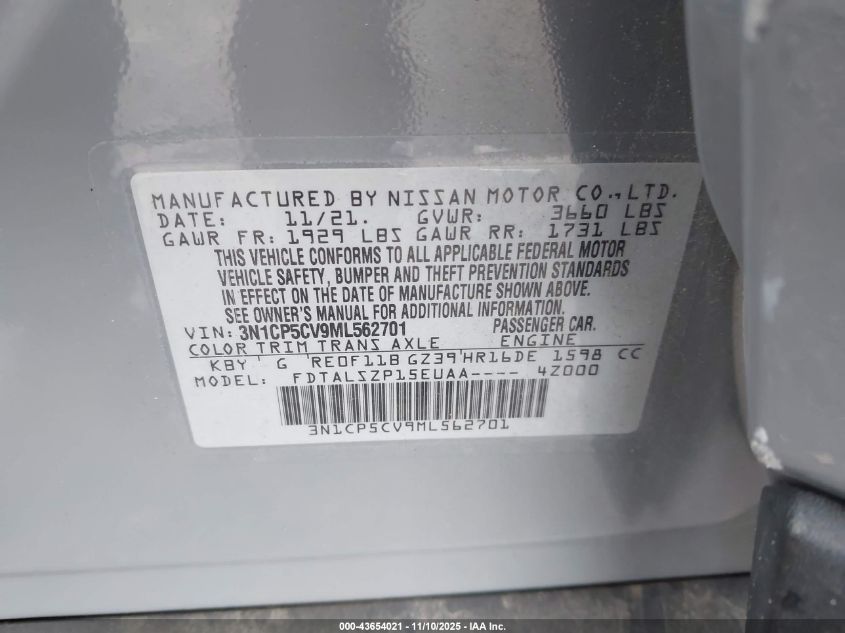 MANUFACTURED BY NISSAN MOTOR CO.,LTD.
DATE: 11/21. GVWR: 3660 LBS
GAWR FR: 1929 LBS GAWR RR: 1731 LBS
THIS VEHICLE CONFORMS TO ALL APPLICABLE FEDERAL MOTOR
VEHICLE SAFETY, BUMPER AND THEFT PREVENTION STANDARDS
IN EFFECT ON THE DATE OF MANUFACTURE SHOWN ABOVE.
SEE OWNER'S MANUAL FOR ADDITIONAL INFORMATION.
VIN: 3N1CP5CV9ML562701 PASSENGER CAR.
COLOR TRIM TRANS AXLE ENGINE
KBY G RE0F11B GZ39 HR16DE 1598 CC
MODEL: FDTALSZP15EUAA---- 4Z000
3N1CP5CV9ML562701
000-43654021 — 11/10/2025 — IAA Inc.